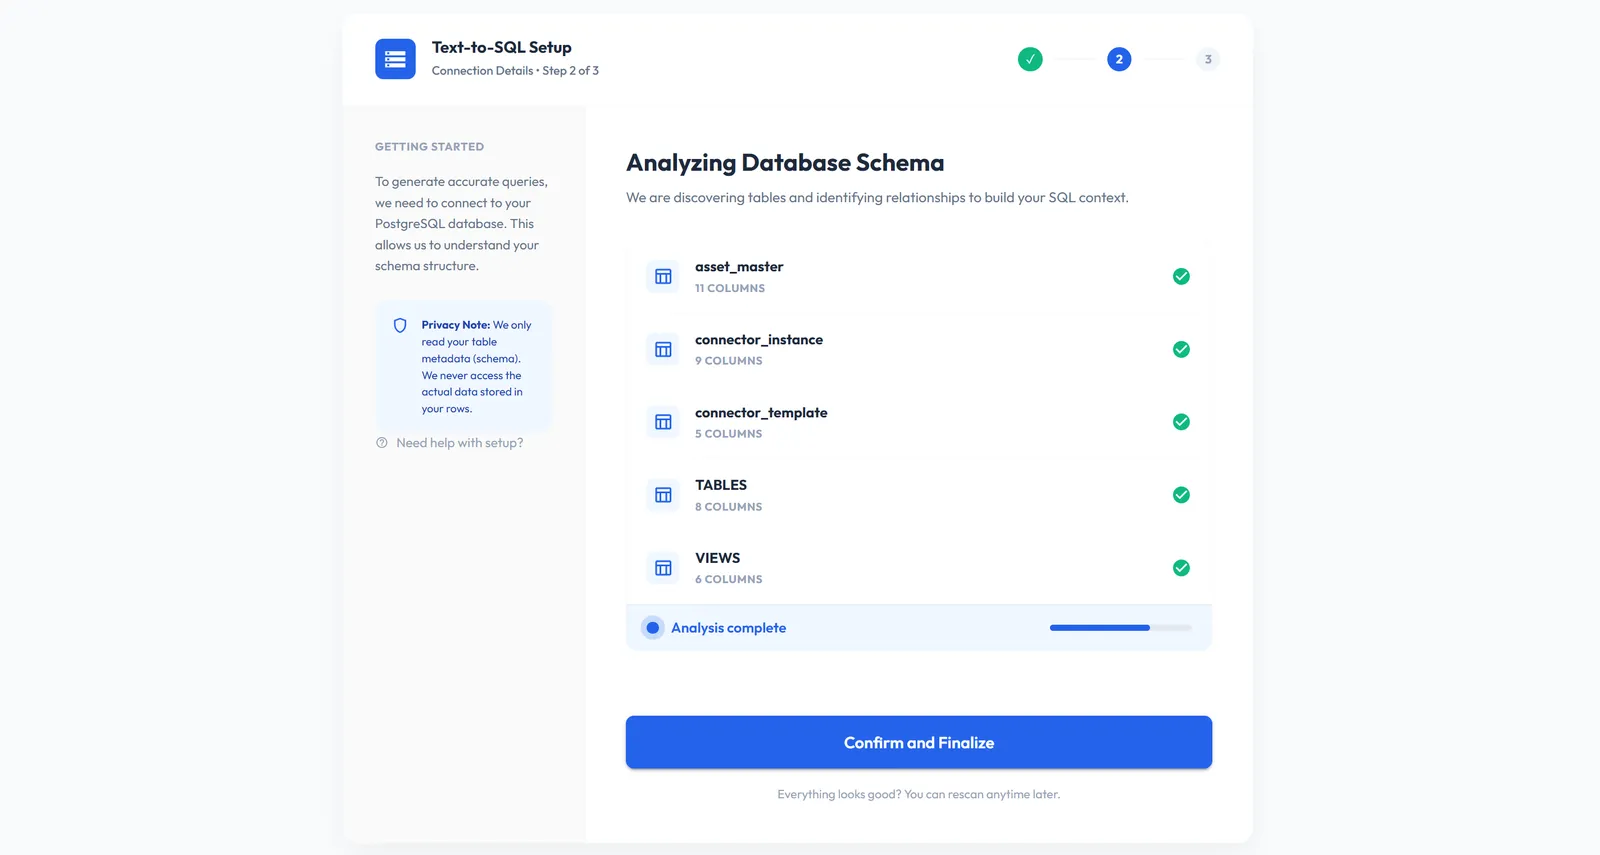 Text-to-SQL Setup
Connection Details • Step 2 of 3
✓
2
3
GETTING STARTED
To generate accurate queries,
we need to connect to your
PostgreSQL database. This
allows us to understand your
schema structure.
Privacy Note: We only
read your table
metadata (schema).
We never access the
actual data stored in
your rows.
Need help with setup?
Analyzing Database Schema
We are discovering tables and identifying relationships to build your SQL context.
asset_master
11 COLUMNS
connector_instance
9 COLUMNS
connector_template
5 COLUMNS
TABLES
8 COLUMNS
VIEWS
6 COLUMNS
Analysis complete
Confirm and Finalize
Everything looks good? You can rescan anytime later.